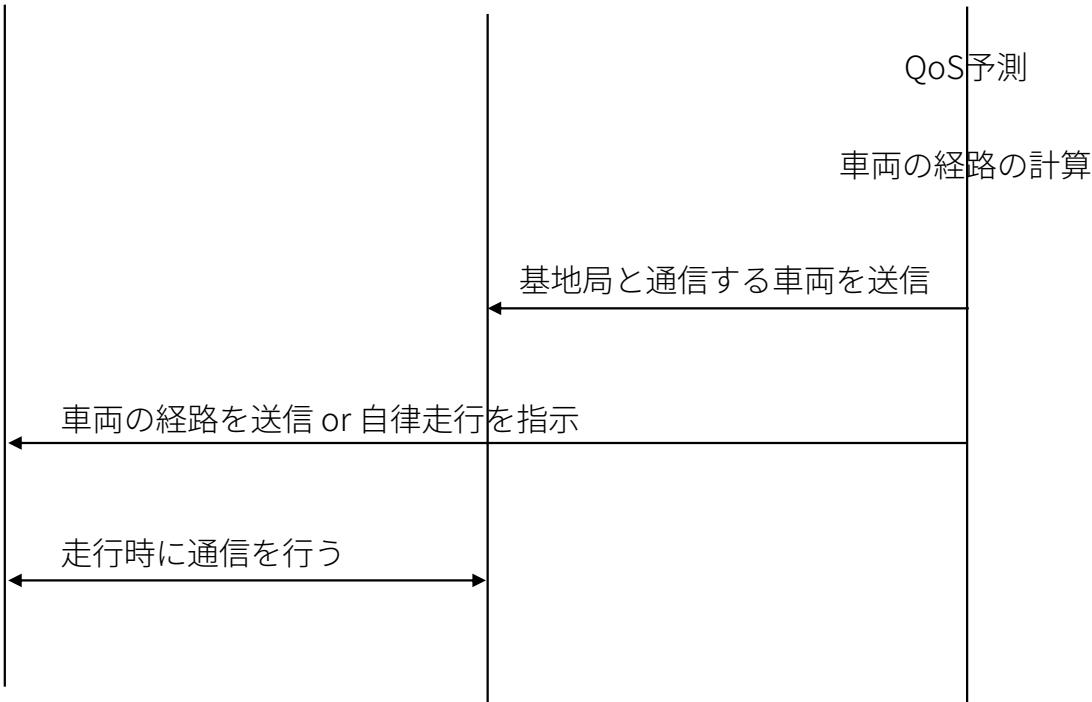 QoS予測
車両の経路の計算
基地局と通信する車両を送信
車両の経路を送信 or 自律走行を指示
走行時に通信を行う